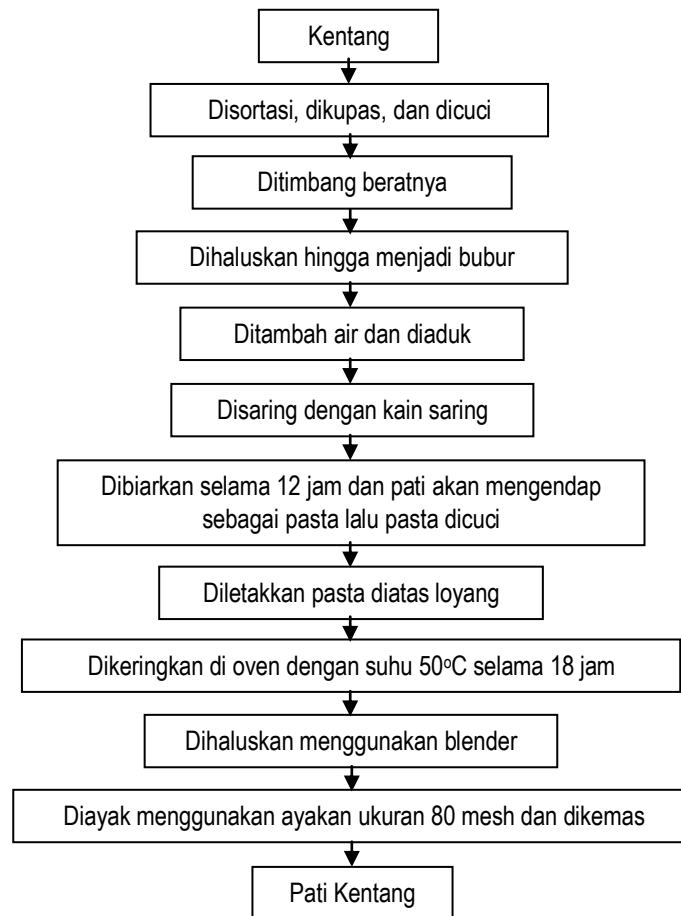 Kentang
Disortasi, dikupas, dan dicuci
Ditimbang beratnya
Dihaluskan hingga menjadi bubur
Ditambah air dan diaduk
Disaring dengan kain saring
Dibiarkan selama 12 jam dan pati akan mengendap
sebagai pasta lalu pasta dicuci
Diletakkan pasta diatas loyang
Dikeringkan di oven dengan suhu 50ºC selama 18 jam
Dihaluskan menggunakan blender
Diayak menggunakan ayakan ukuran 80 mesh dan dikemas
Pati Kentang